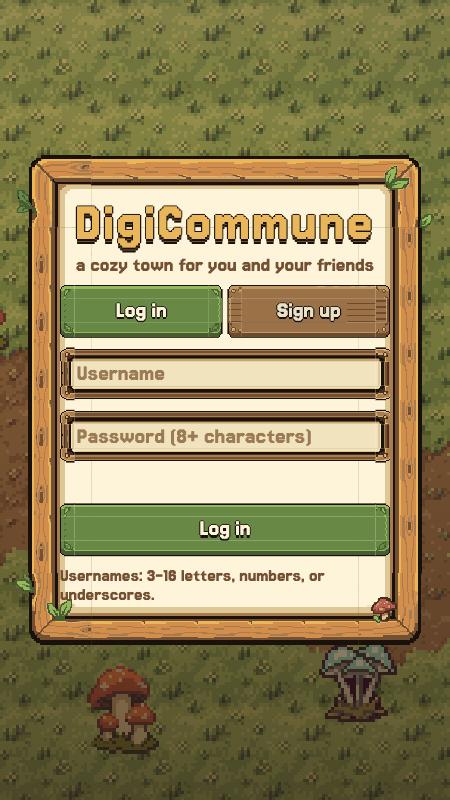 DigiCommune
a cozy town for you and your friends
Log in
Sign up
Username
Password (8+ characters)
Log in
Usernames: 3-16 letters, numbers, or
underscores.